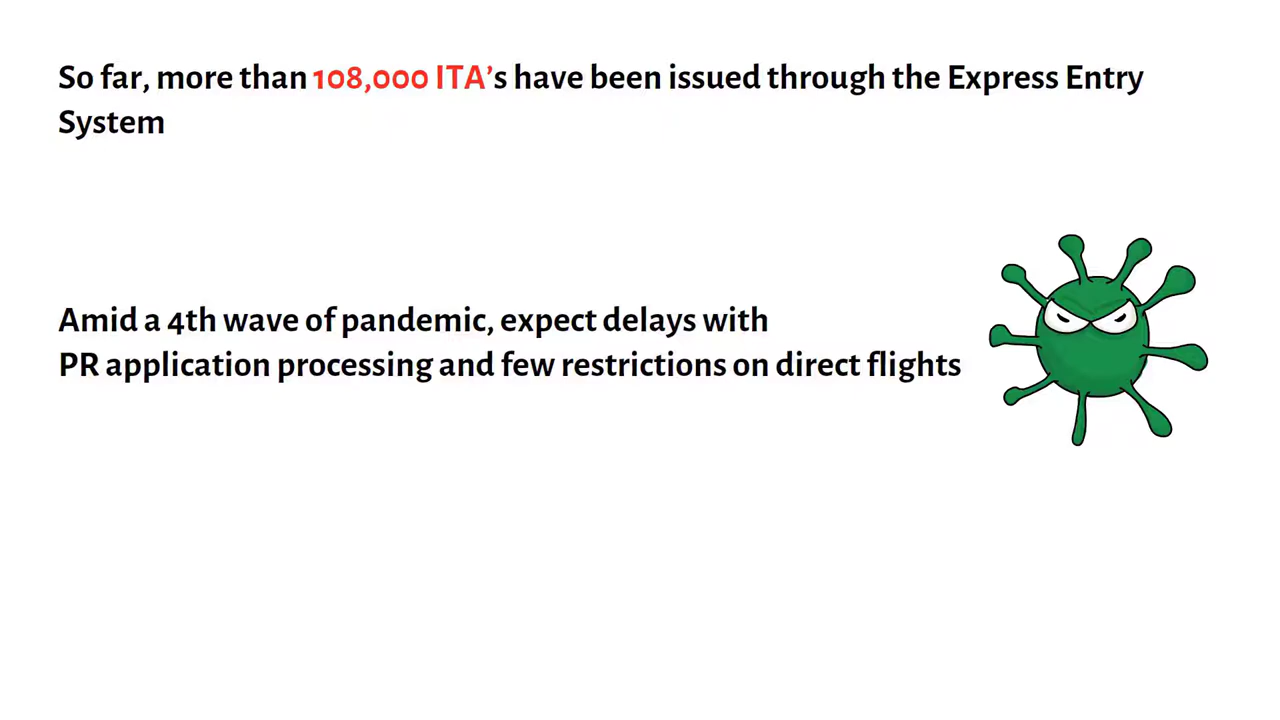 So far, more than 108,000 ITA's have been issued through the Express Entry
System
Amid a 4th wave of pandemic, expect delays with
PR application processing and few restrictions on direct flights